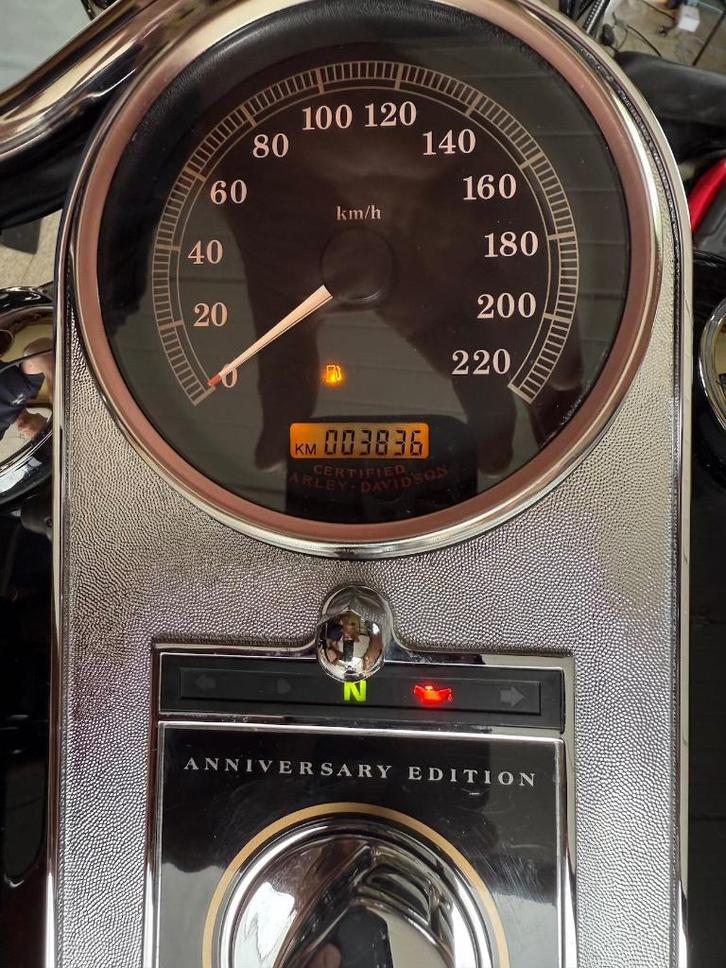 100 120
80 140
60 km/h 160
40 180
20 200
0 220
KM 003836
CERTIFIED
HARLEY-DAVIDSON
N
ANNIVERSARY EDITION